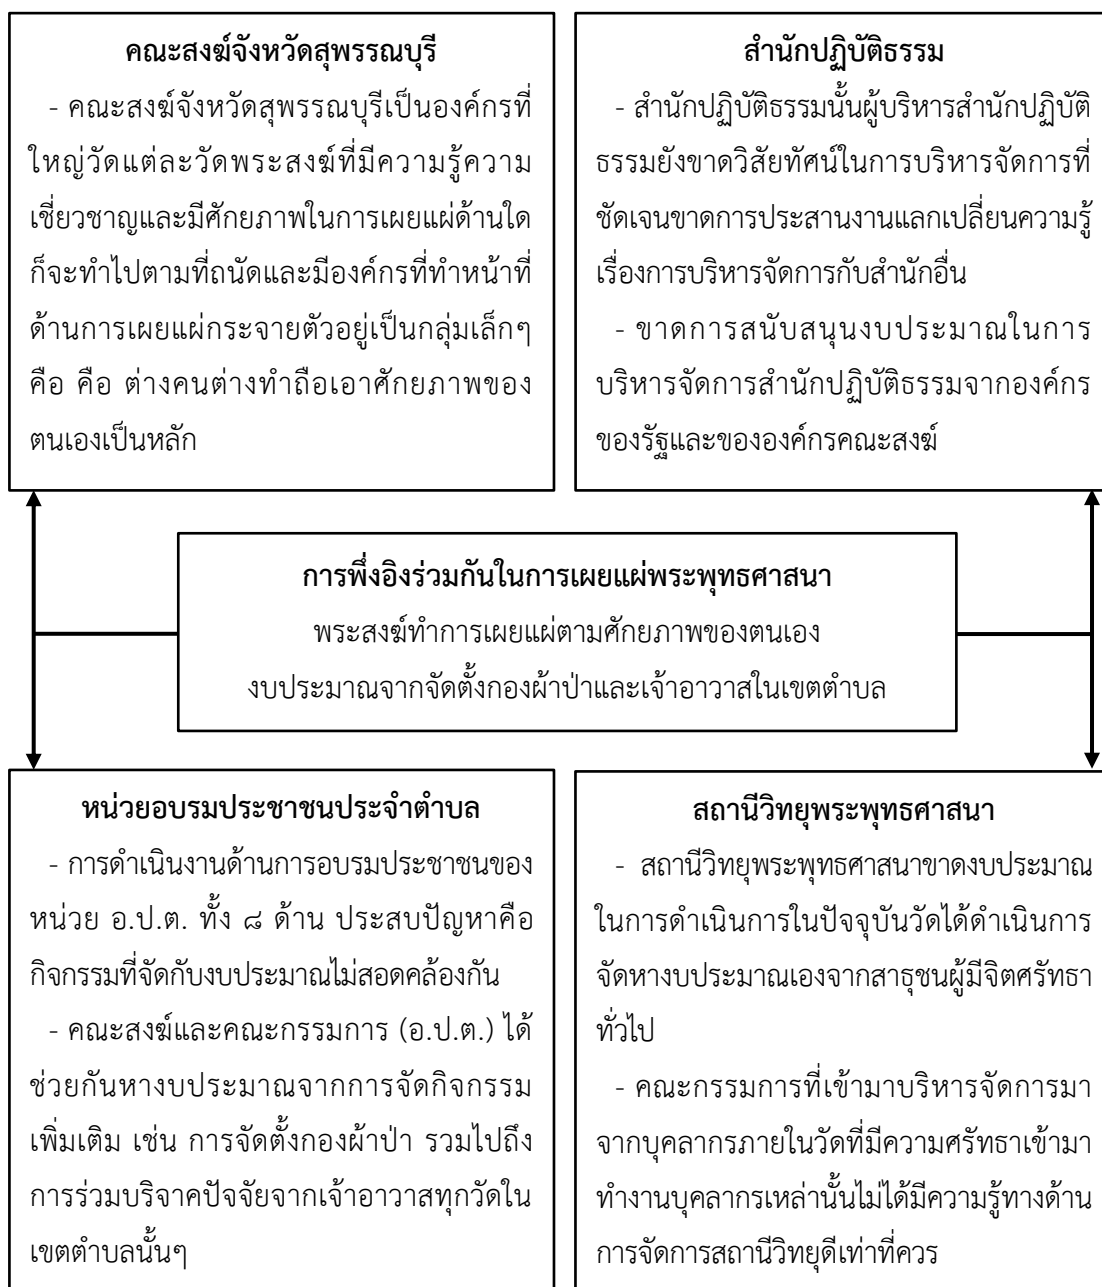 คณะสงฆ์จังหวัดสุพรรณบุรี
- คณะสงฆ์จังหวัดสุพรรณบุรีเป็นองค์กรที่
ใหญ่วัดแต่ละวัดพระสงฆ์ที่มีความรู้ความ
เชี่ยวชาญและมีศักยภาพในการเผยแผ่ด้านใด
ก็จะทำไปตามที่ถนัดและมีองค์กรที่ทำหน้าที่
ด้านการเผยแผ่กระจายตัวอยู่เป็นกลุ่มเล็กๆ
คือ คือ ต่างคนต่างทำถือเอาศักยภาพของ
ตนเองเป็นหลัก
สำนักปฏิบัติธรรม
- สำนักปฏิบัติธรรมนั้นผู้บริหารสำนักปฏิบัติ
ธรรมยังขาดวิสัยทัศน์ในการบริหารจัดการที่
ชัดเจนขาดการประสานงานแลกเปลี่ยนความรู้
เรื่องการบริหารจัดการกับสำนักอื่น
- ขาดการสนับสนุนงบประมาณในการ
บริหารจัดการสำนักปฏิบัติธรรมจากองค์กร
ของรัฐและขององค์กรคณะสงฆ์
การพึ่งอิงร่วมกันในการเผยแผ่พระพุทธศาสนา
พระสงฆ์ทำการเผยแผ่ตามศักยภาพของตนเอง
งบประมาณจากจัดตั้งกองผ้าป่าและเจ้าอาวาสในเขตตำบล
หน่วยอบรมประชาชนประจำตำบล
- การดำเนินงานด้านการอบรมประชาชนของ
หน่วย อ.ป.ต. ทั้ง ๘ ด้าน ประสบปัญหาคือ
กิจกรรมที่จัดกับงบประมาณไม่สอดคล้องกัน
- คณะสงฆ์และคณะกรรมการ (อ.ป.ต.) ได้
ช่วยกันหางบประมาณจากการจัดกิจกรรม
เพิ่มเติม เช่น การจัดตั้งกองผ้าป่า รวมไปถึง
การร่วมบริจาคปัจจัยจากเจ้าอาวาสทุกวัดใน
เขตตำบลนั้นๆ
สถานีวิทยุพระพุทธศาสนา
- สถานีวิทยุพระพุทธศาสนาขาดงบประมาณ
ในการดำเนินการในปัจจุบันวัดได้ดำเนินการ
จัดหางบประมาณเองจากสาธุชนผู้มีจิตศรัทธา
ทั่วไป
- คณะกรรมการที่เข้ามาบริหารจัดการมา
จากบุคลากรภายในวัดที่มีความศรัทธาเข้ามา
ทำงานบุคลากรเหล่านั้นไม่ได้มีความรู้ทางด้าน
การจัดการสถานีวิทยุดีเท่าที่ควร